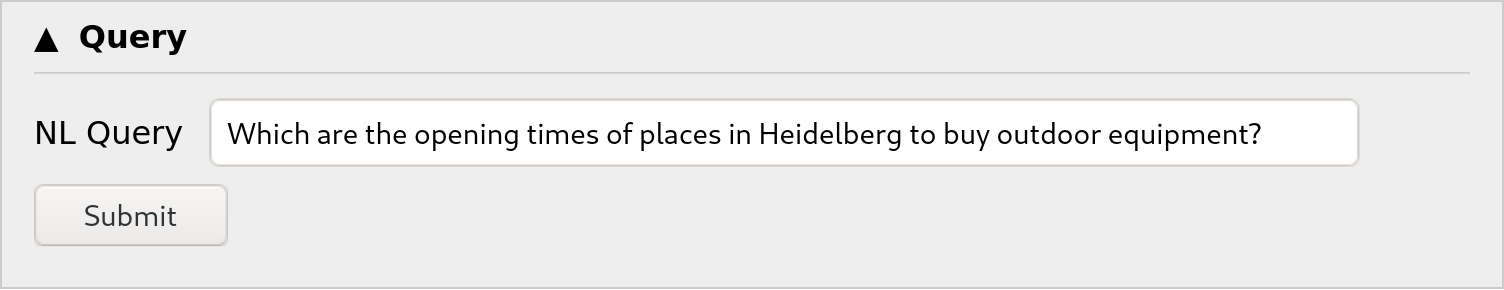 ▲ Query
NL Query Which are the opening times of places in Heidelberg to buy outdoor equipment?
Submit